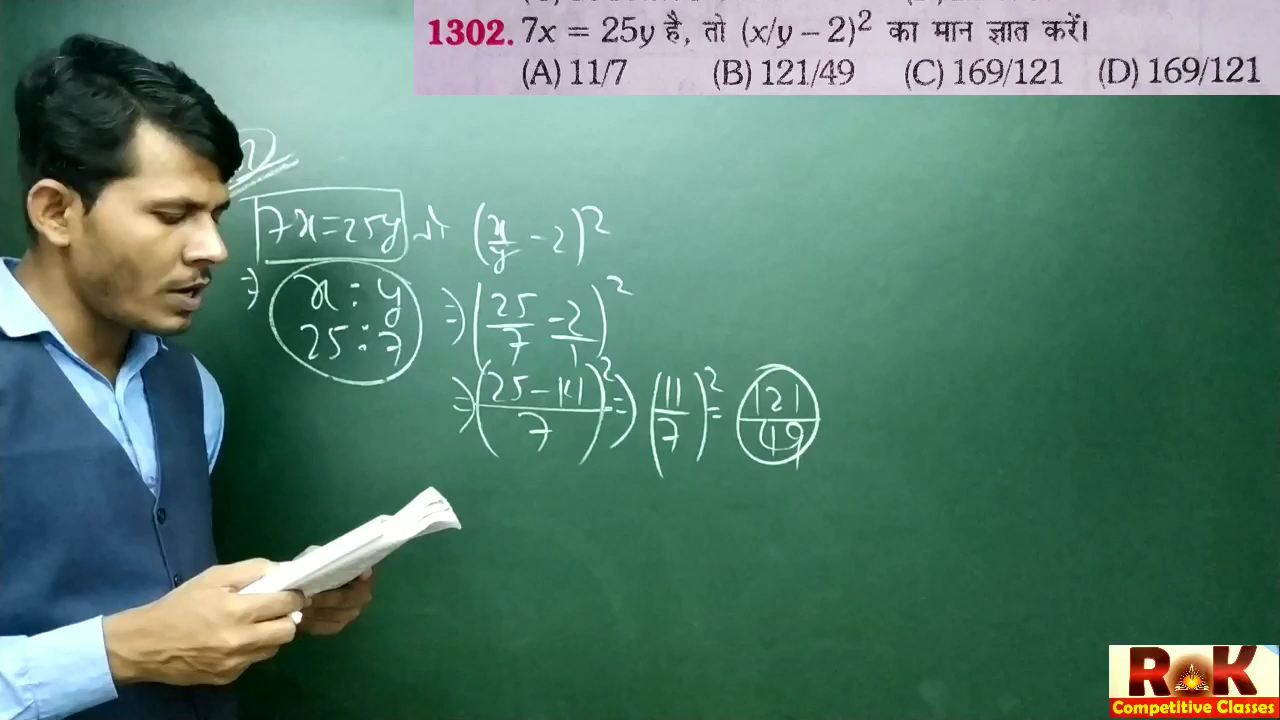 1302. 7x = 25y है, तो (x/y – 2)² का मान ज्ञात करें।
(A) 11/7 (B) 121/49 (C) 169/121 (D) 169/121
7x=25y तो (x/y - 2)²
⇒ x : y
25 : 7
⇒ (25/7 - 2/1)²
⇒ (25-14/7)² ⇒ (11/7)² = 121/49
RK
Competitive Classes